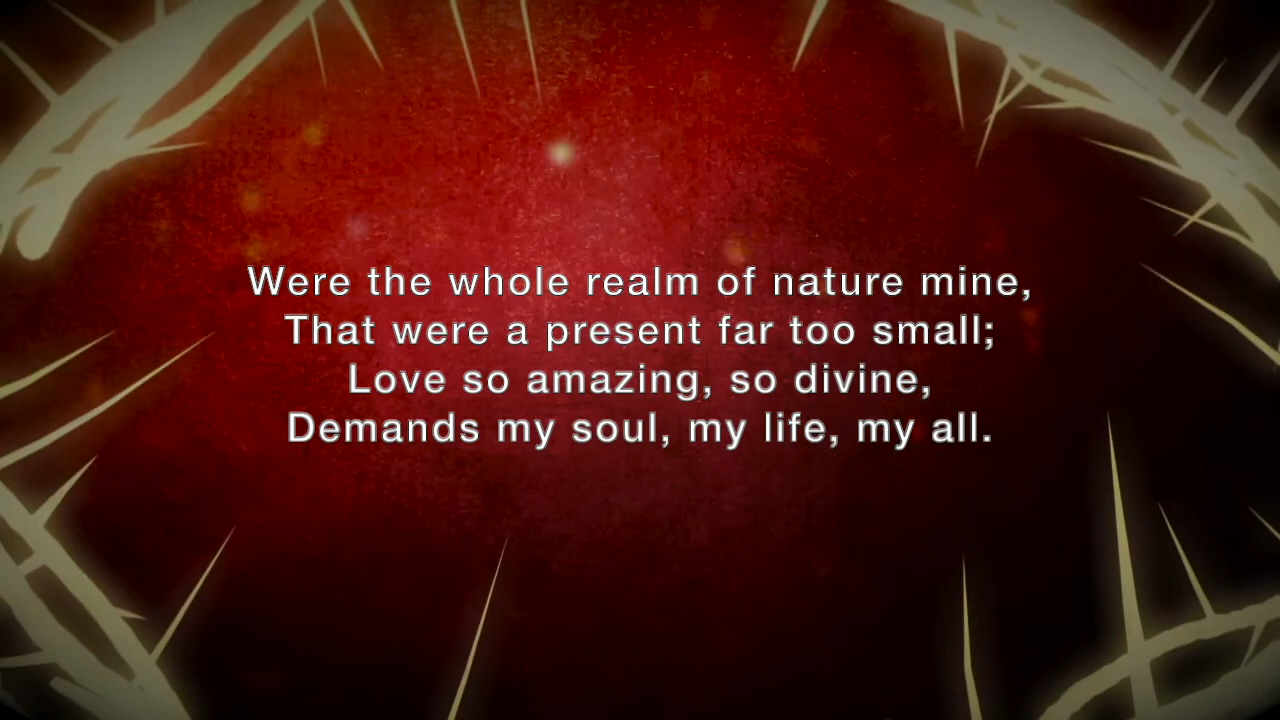 Were the whole realm of nature mine,
That were a present far too small;
Love so amazing, so divine,
Demands my soul, my life, my all.